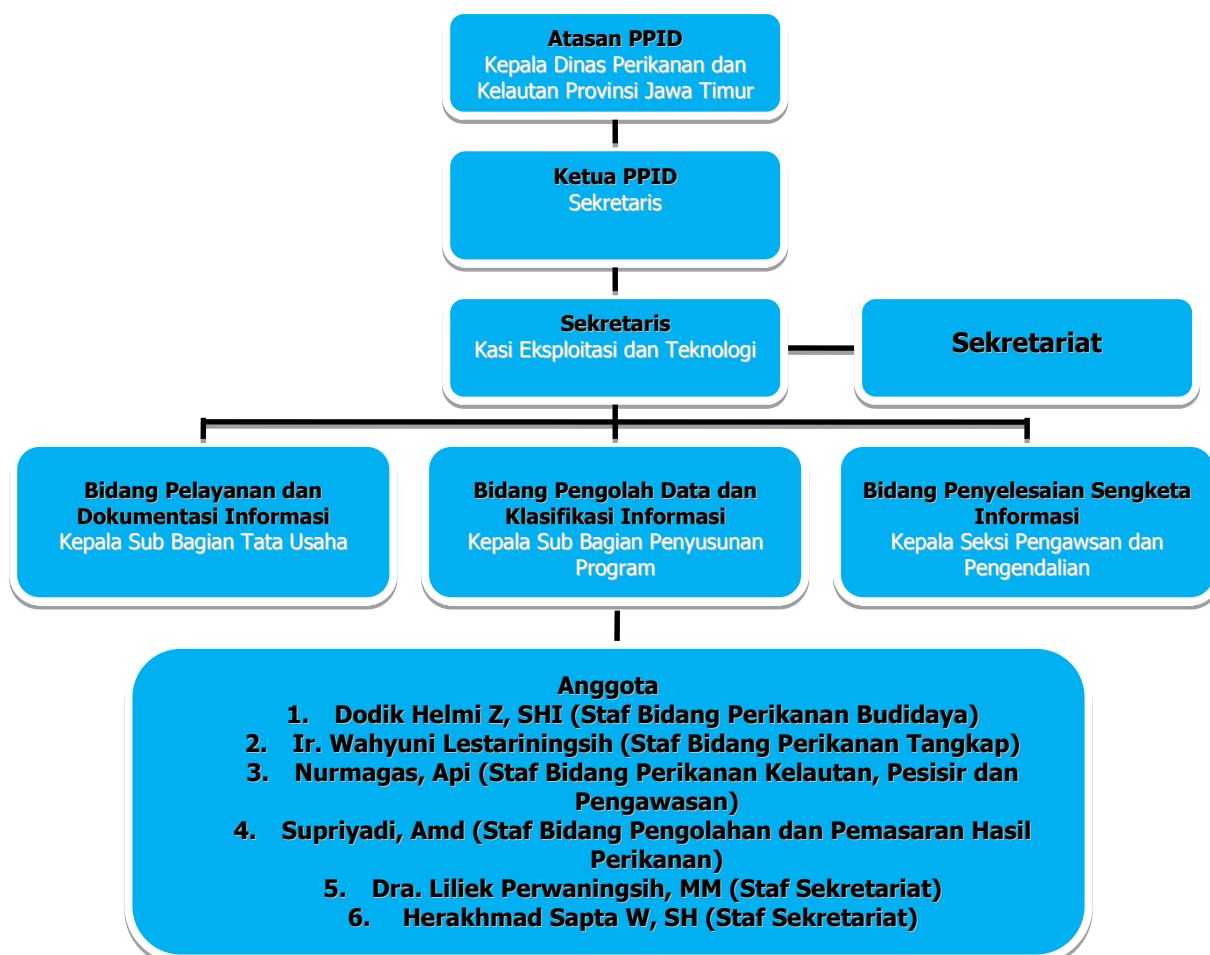 Atasan PPID
Kepala Dinas Perikanan dan
Kelautan Provinsi Jawa Timur
Ketua PPID
Sekretaris
Sekretaris
Kasi Eksploitasi dan Teknologi
Sekretariat
Bidang Pelayanan dan
Dokumentasi Informasi
Kepala Sub Bagian Tata Usaha
Bidang Pengolah Data dan
Klasifikasi Informasi
Kepala Sub Bagian Penyusunan
Program
Bidang Penyelesaian Sengketa
Informasi
Kepala Seksi Pengawsan dan
Pengendalian
Anggota
1. Dodik Helmi Z, SHI (Staf Bidang Perikanan Budidaya)
2. Ir. Wahyuni Lestariningsih (Staf Bidang Perikanan Tangkap)
3. Nurmagas, Api (Staf Bidang Perikanan Kelautan, Pesisir dan
Pengawasan)
4. Supriyadi, Amd (Staf Bidang Pengolahan dan Pemasaran Hasil
Perikanan)
5. Dra. Liliek Perwaningsih, MM (Staf Sekretariat)
6. Herakhmad Sapta W, SH (Staf Sekretariat)